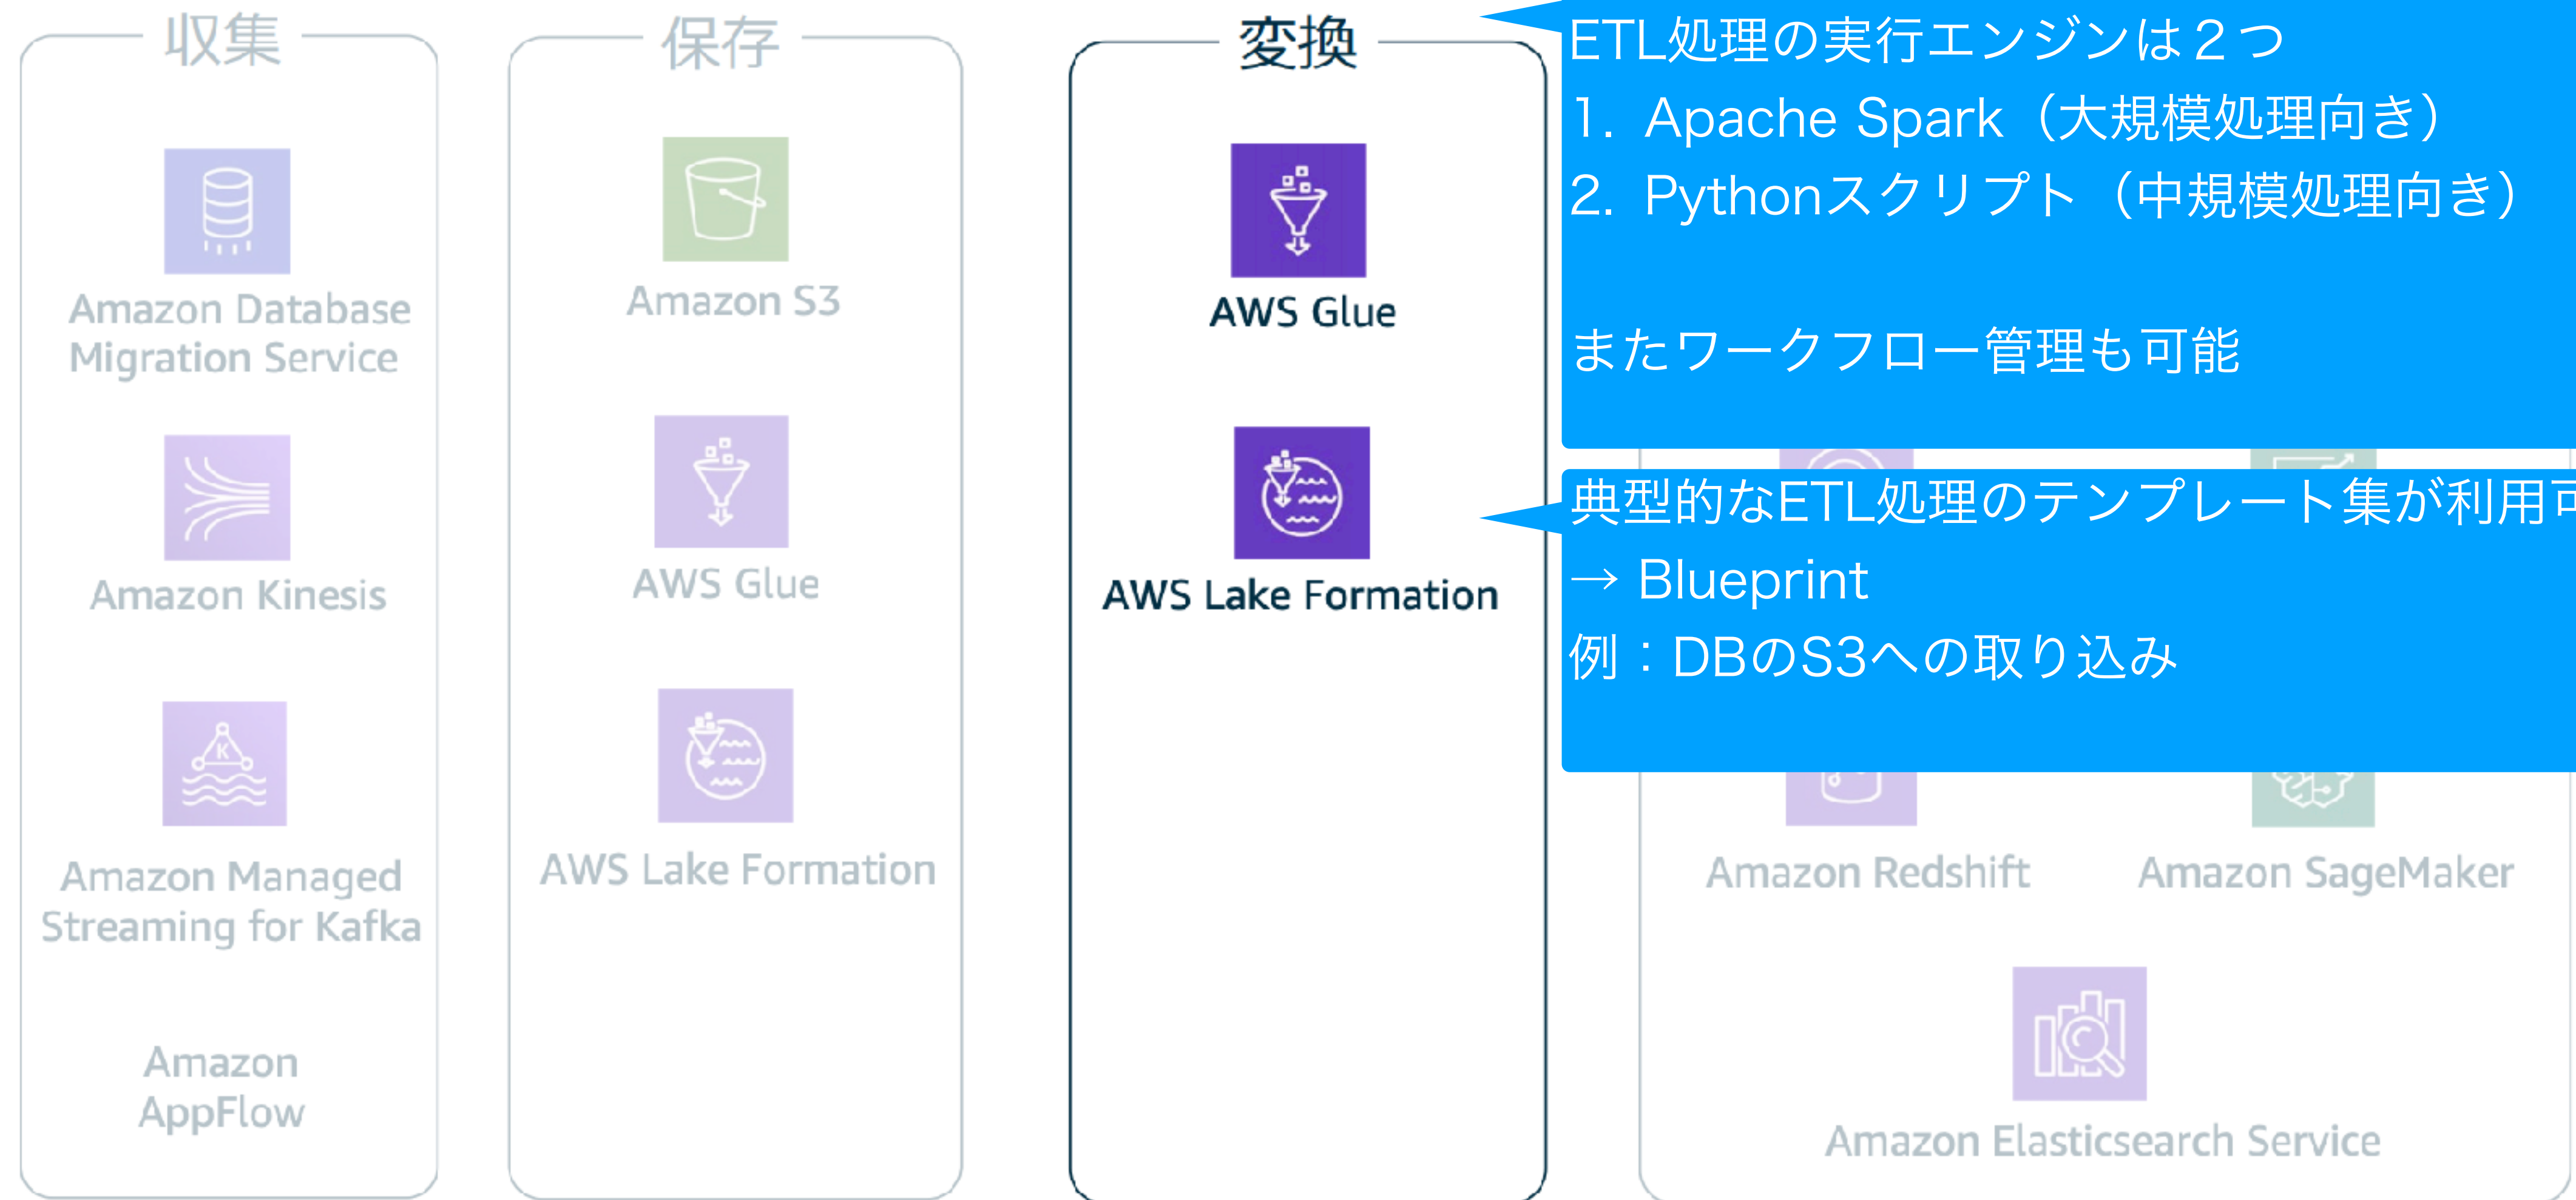 収集
Amazon Database
Migration Service
Amazon Kinesis
Amazon Managed
Streaming for Kafka
Amazon
AppFlow
保存
Amazon S3
AWS Glue
AWS Lake Formation
変換
AWS Glue
AWS Lake Formation
ETL処理の実行エンジンは２つ
1. Apache Spark（大規模処理向き）
2. Pythonスクリプト（中規模処理向き）
またワークフロー管理も可能
典型的なETL処理のテンプレート集が利用可
→ Blueprint
例：DBのS3への取り込み
Amazon Redshift
Amazon SageMaker
Amazon Elasticsearch Service